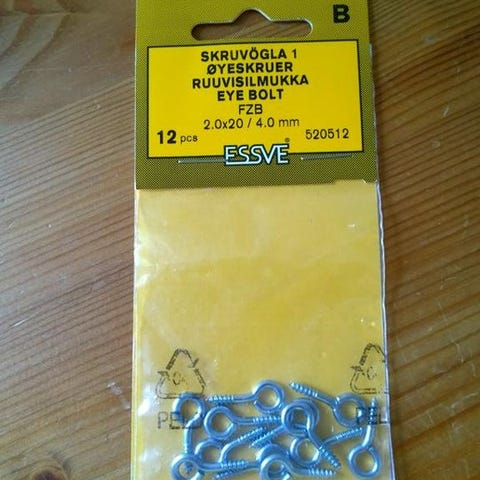 B
SKRUVÖGLA 1
ØYESKRUER
RUUVISILMUKKA
EYE BOLT
FZB
2.0x20 / 4.0 mm
12 pcs 520512
ESSVE®